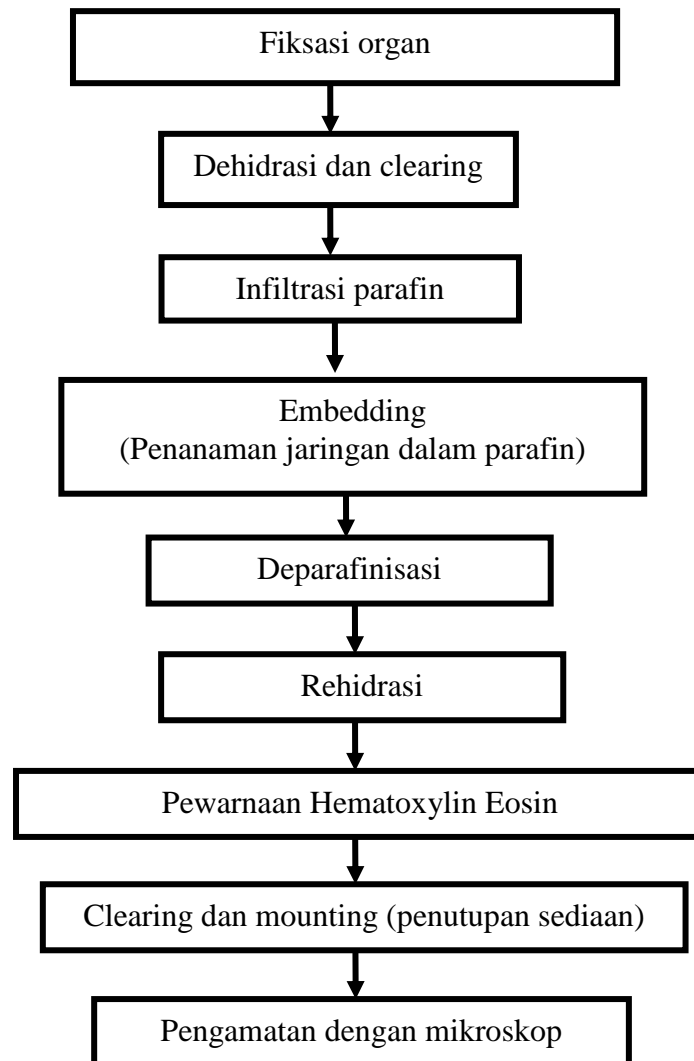 Fiksasi organ
Dehidrasi dan clearing
Infiltrasi parafin
Embedding
(Penanaman jaringan dalam parafin)
Deparafinisasi
Rehidrasi
Pewarnaan Hematoxylin Eosin
Clearing dan mounting (penutupan sediaan)
Pengamatan dengan mikroskop